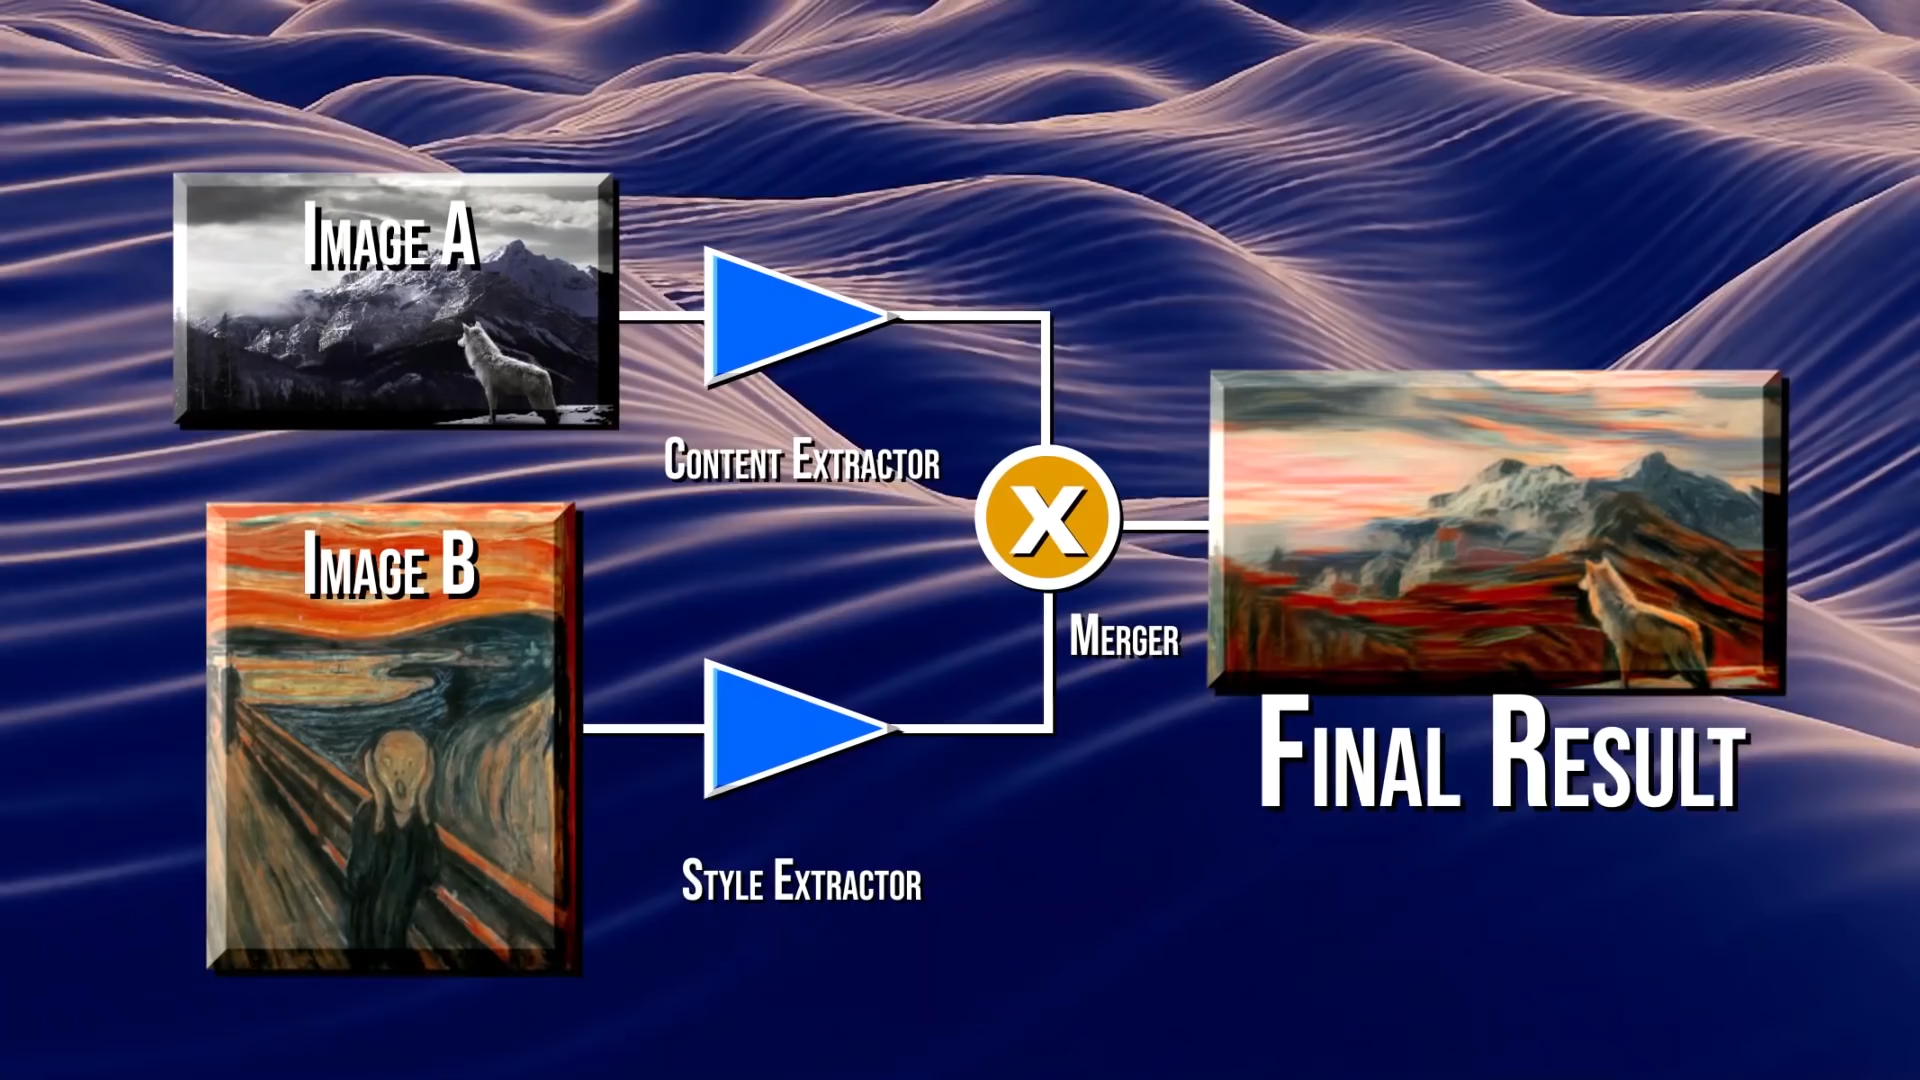 Image A
Content Extractor
Image B
X
Merger
Final Result
Style Extractor